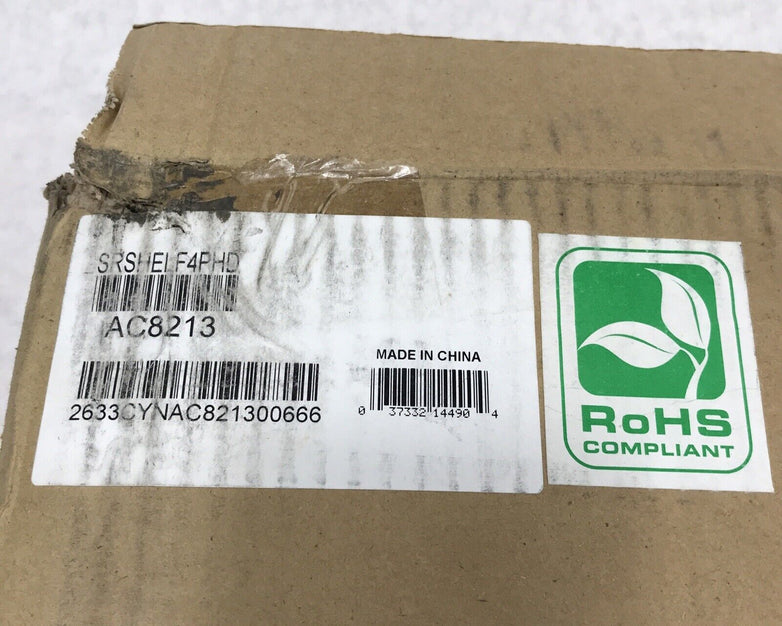 SRSHELF4PHD
AC8213
2633CYNAC821300666
MADE IN CHINA
0 37332 14490 4
RoHS
COMPLIANT